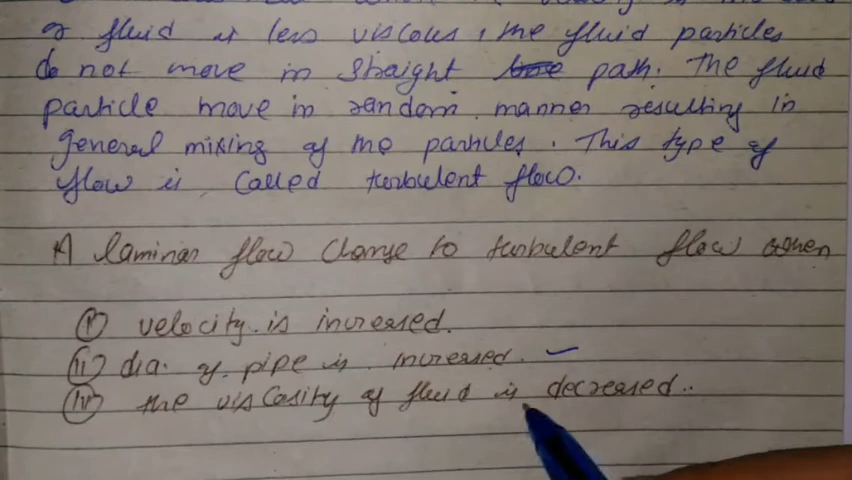 of fluid is less viscous, the fluid particles
do not move in straight path. The fluid
particle move in random manner resulting in
general mixing of the particles. This type of
flow is called turbulent flow.
A laminar flow change to turbulent flow when
(i) velocity is increased.
(ii) dia. of pipe is increased.
(iv) the viscosity of fluid is decreased.